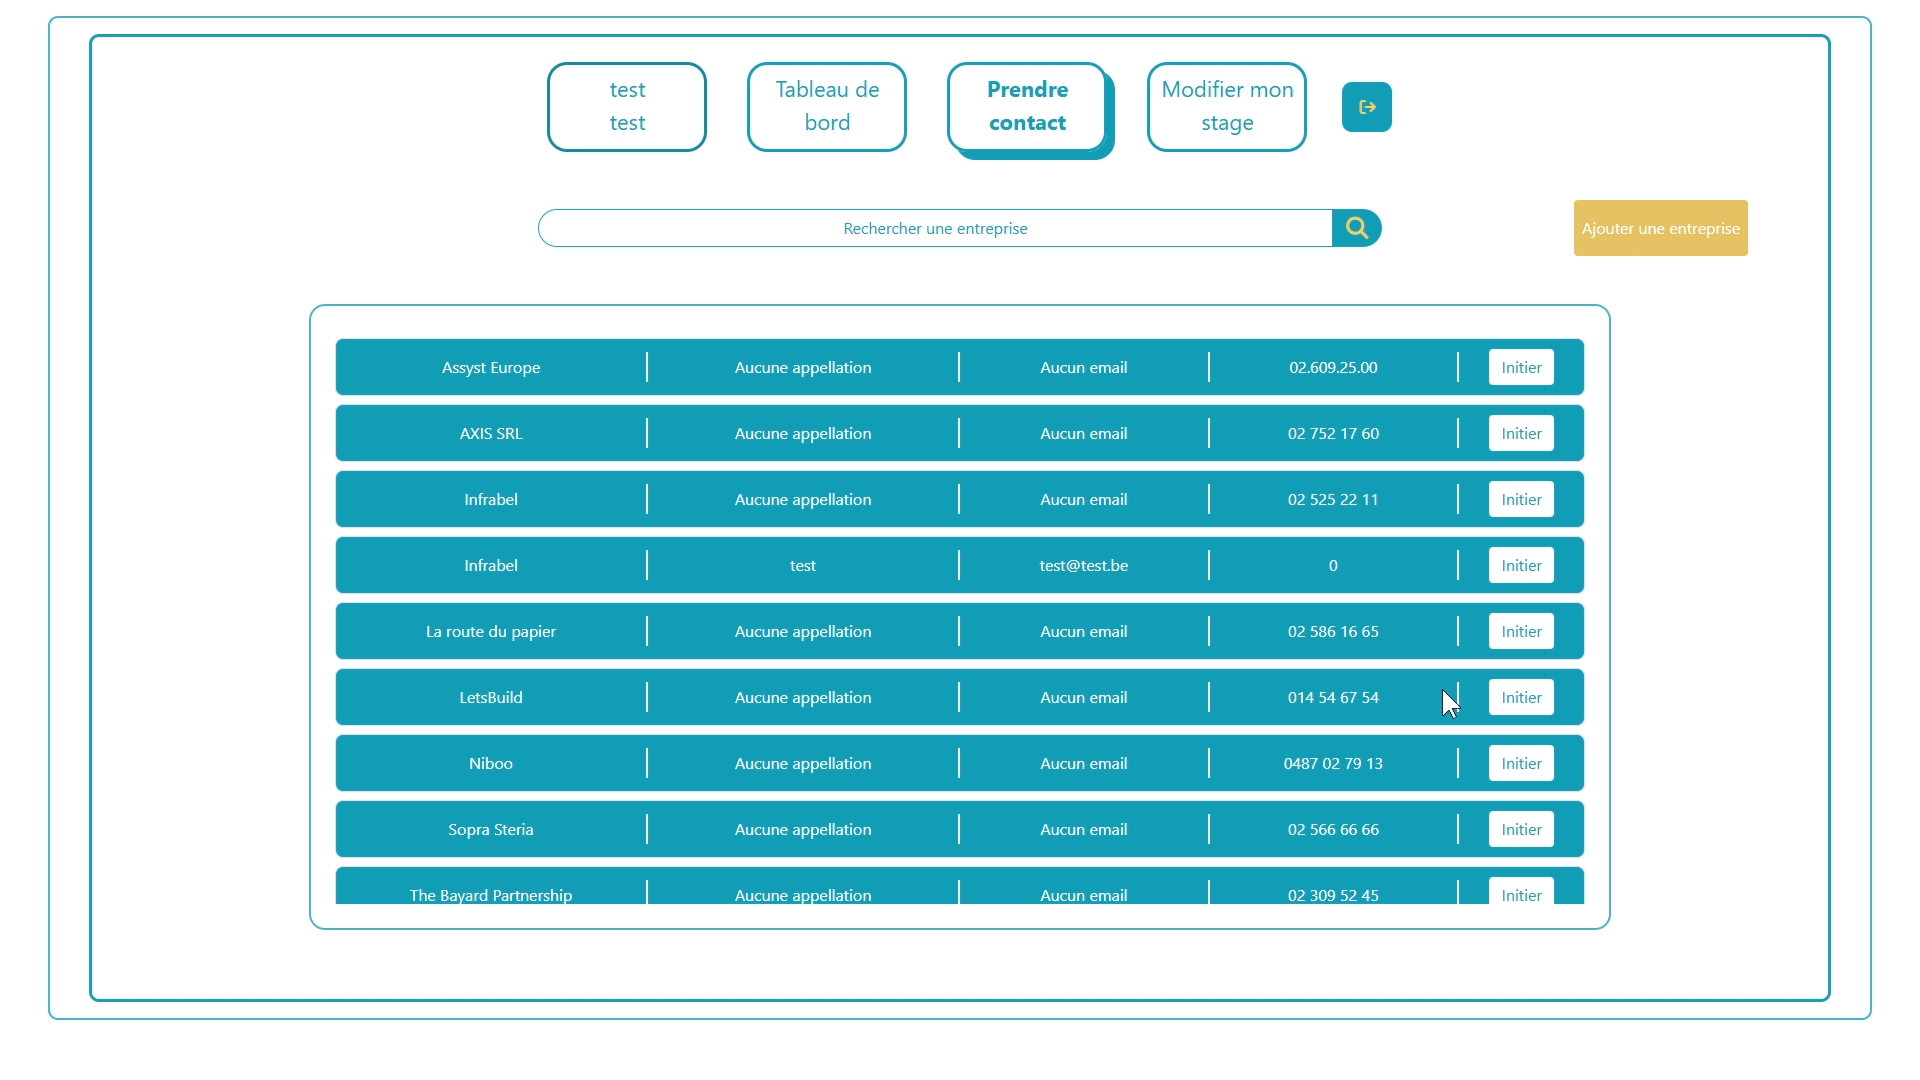 test
test
Tableau de
bord
Prendre
contact
Modifier mon
stage
Rechercher une entreprise
Ajouter une entreprise
Assyst Europe Aucune appellation Aucun email 02.609.25.00 Initier
AXIS SRL Aucune appellation Aucun email 02 752 17 60 Initier
Infrabel Aucune appellation Aucun email 02 525 22 11 Initier
Infrabel test test@test.be 0 Initier
La route du papier Aucune appellation Aucun email 02 586 16 65 Initier
LetsBuild Aucune appellation Aucun email 014 54 67 54 Initier
Niboo Aucune appellation Aucun email 0487 02 79 13 Initier
Sopra Steria Aucune appellation Aucun email 02 566 66 66 Initier
The Bayard Partnership Aucune appellation Aucun email 02 309 52 45 Initier